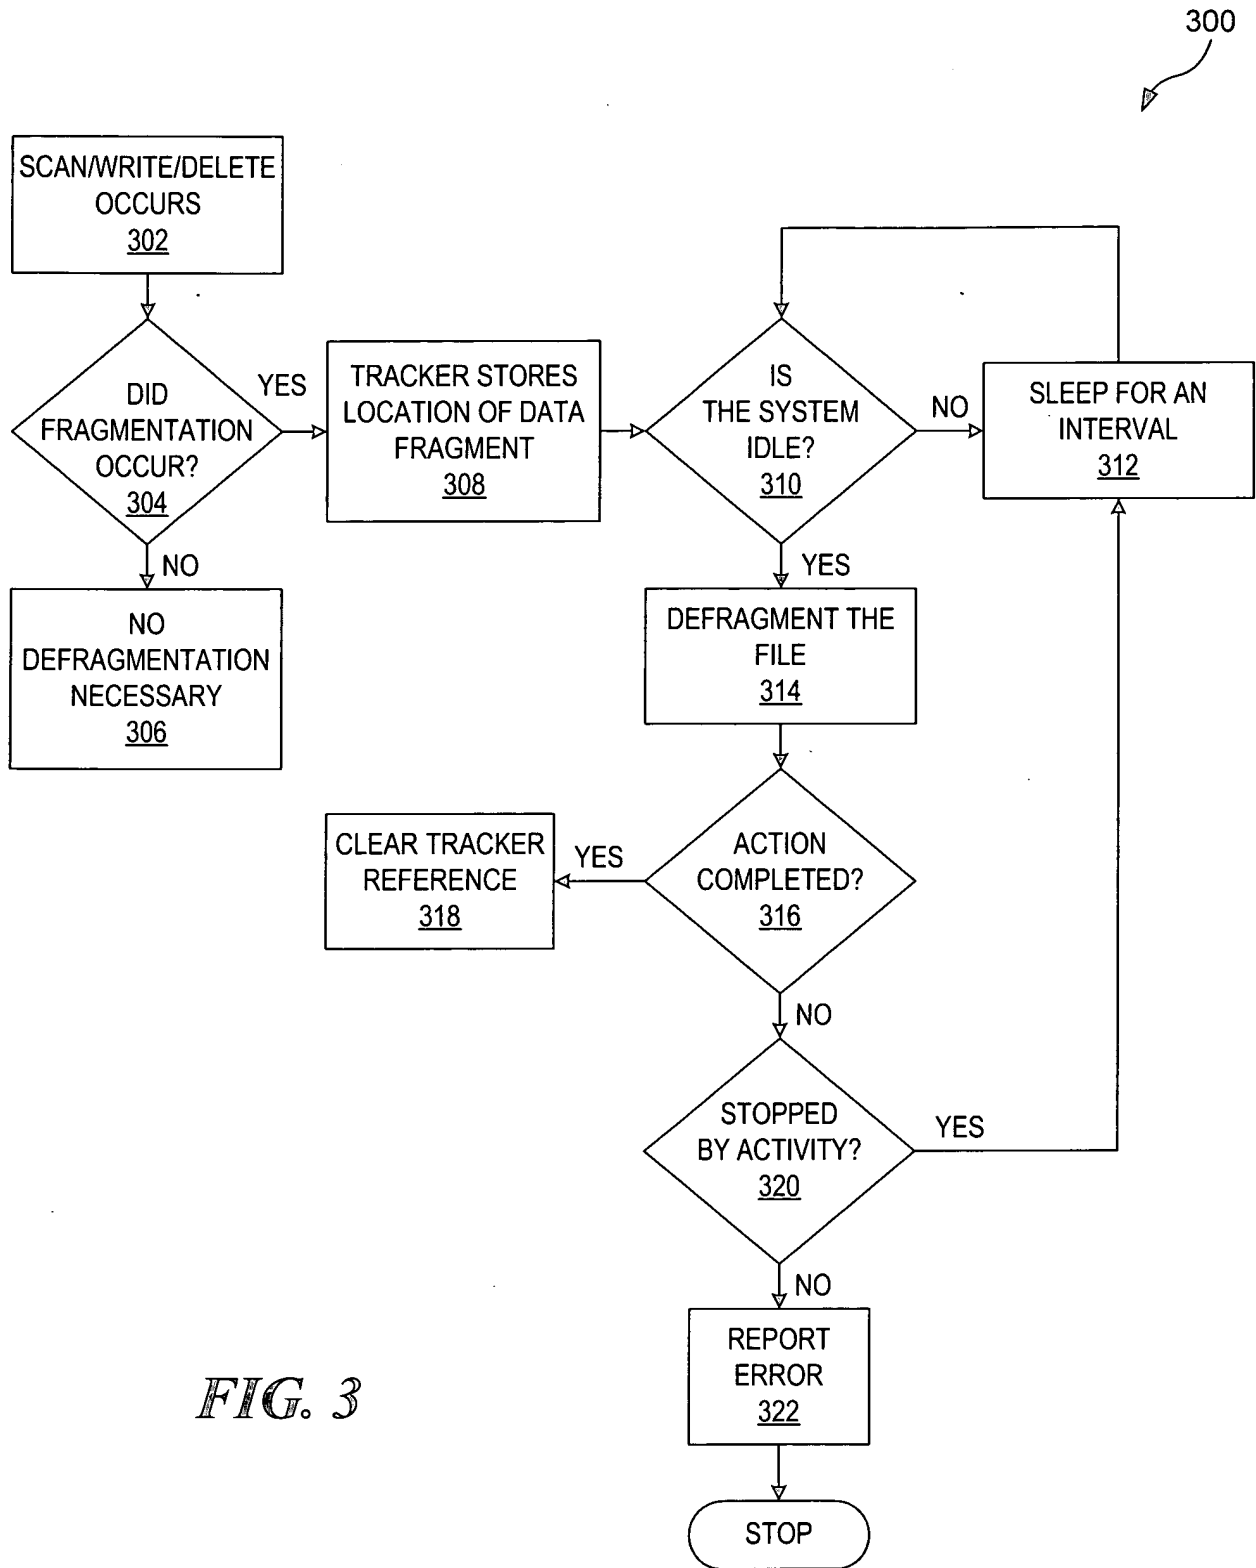 300
SCAN/WRITE/DELETE
OCCURS
302
DID
FRAGMENTATION
OCCUR?
304
YES
NO
NO
DEFRAGMENTATION
NECESSARY
306
TRACKER STORES
LOCATION OF DATA
FRAGMENT
308
IS
THE SYSTEM
IDLE?
310
NO
SLEEP FOR AN
INTERVAL
312
YES
DEFRAGMENT THE
FILE
314
ACTION
COMPLETED?
316
YES
CLEAR TRACKER
REFERENCE
318
NO
STOPPED
BY ACTIVITY?
320
YES
NO
REPORT
ERROR
322
STOP
FIG. 3